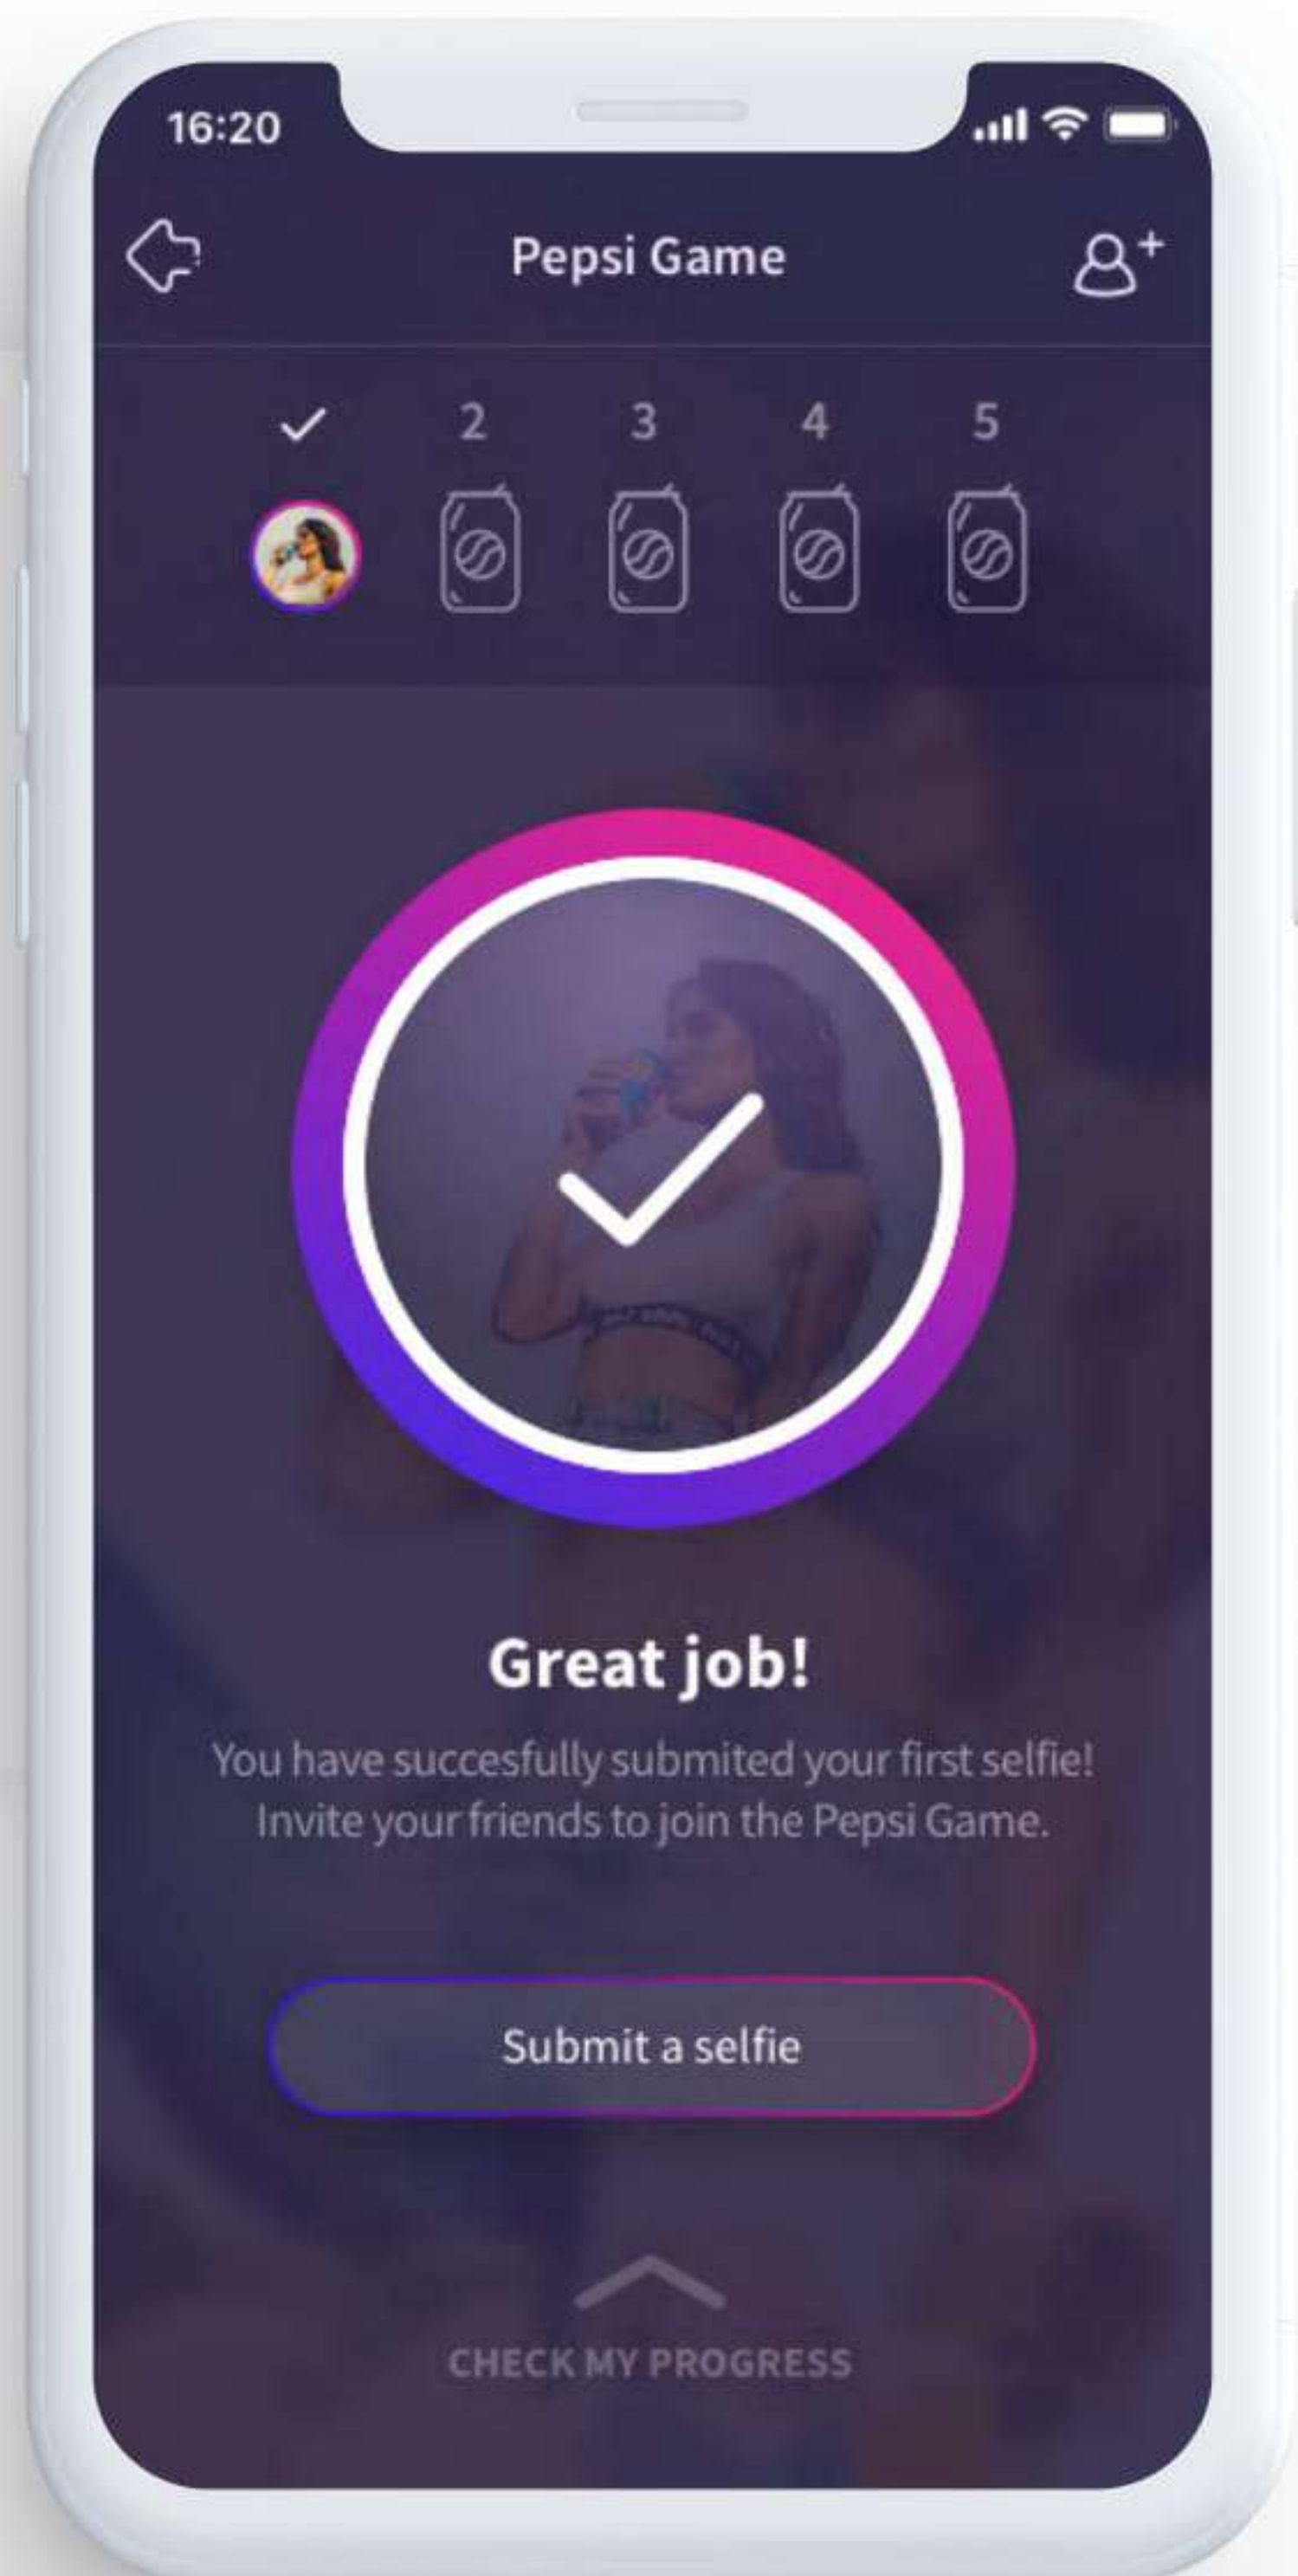 16:20
Pepsi Game
2 3 4 5
Great job!
You have succesfully submited your first selfie!
Invite your friends to join the Pepsi Game.
Submit a selfie
CHECK MY PROGRESS